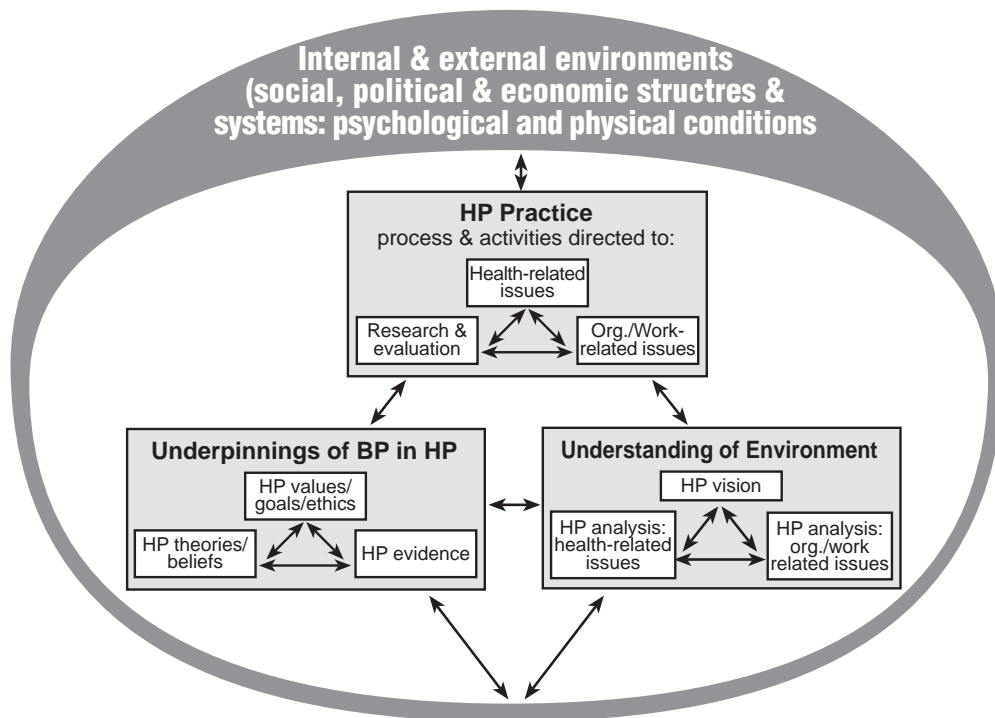 Internal & external environments
(social, political & economic structres &
systems: psychological and physical conditions
HP Practice
process & activities directed to:
Health-related
issues
Research &
evaluation
Org./Work-
related issues
Underpinnings of BP in HP
HP values/
goals/ethics
HP theories/
beliefs
HP evidence
Understanding of Environment
HP vision
HP analysis:
health-related
issues
HP analysis:
org./work
related issues